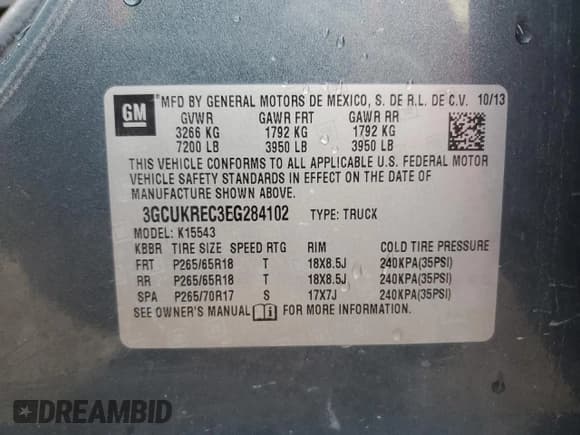 GM ® MFD BY GENERAL MOTORS DE MEXICO, S. DE R.L. DE C.V. 10/13
GVWR GAWR FRT GAWR RR
3266 KG 1792 KG 1792 KG
7200 LB 3950 LB 3950 LB
THIS VEHICLE CONFORMS TO ALL APPLICABLE U.S. FEDERAL MOTOR
VEHICLE SAFETY STANDARDS IN EFFECT ON THE DATE OF
MANUFACTURE SHOWN ABOVE.
3GCUKREC3EG284102 TYPE: TRUCK
MODEL: K15543
KBBR TIRE SIZE SPEED RTG RIM COLD TIRE PRESSURE
FRT P265/65R18 T 18X8.5J 240KPA(35PSI)
RR P265/65R18 T 18X8.5J 240KPA(35PSI)
SPA P265/70R17 S 17X7J 240KPA(35PSI)
SEE OWNER'S MANUAL FOR MORE INFORMATION
DREAMBID